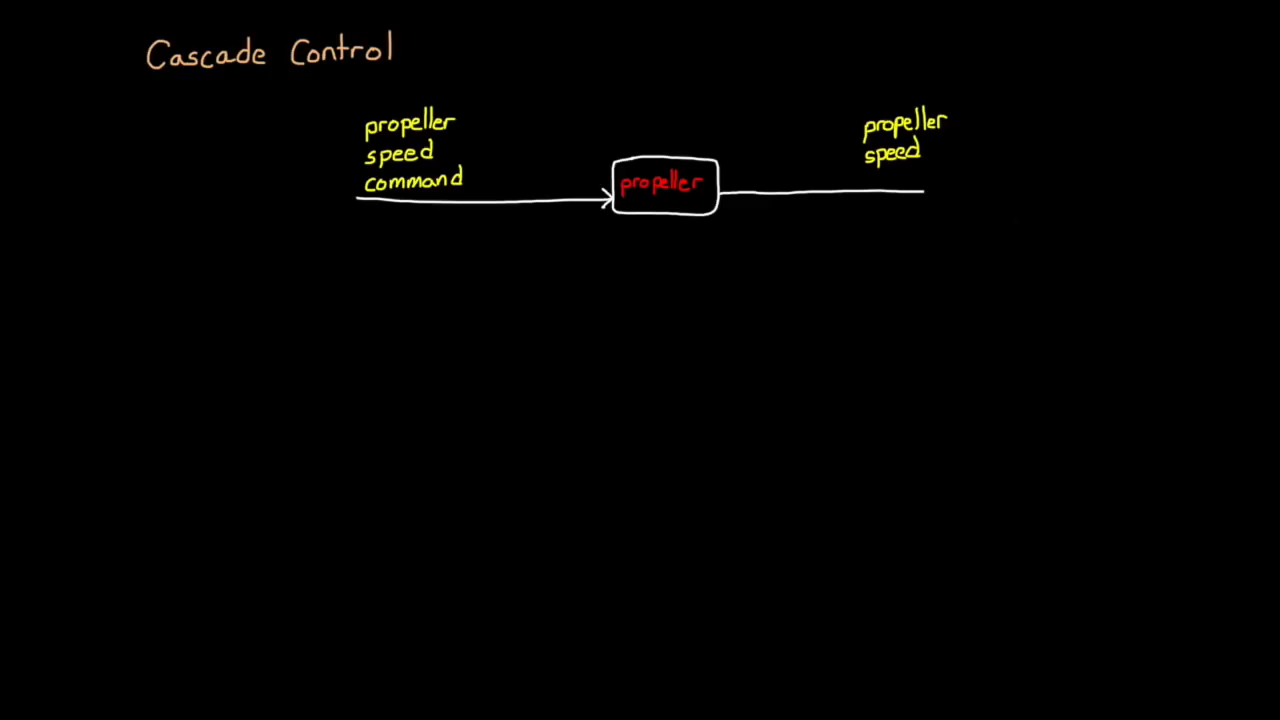 Cascade Control
propeller
speed
command
propeller
propeller
speed